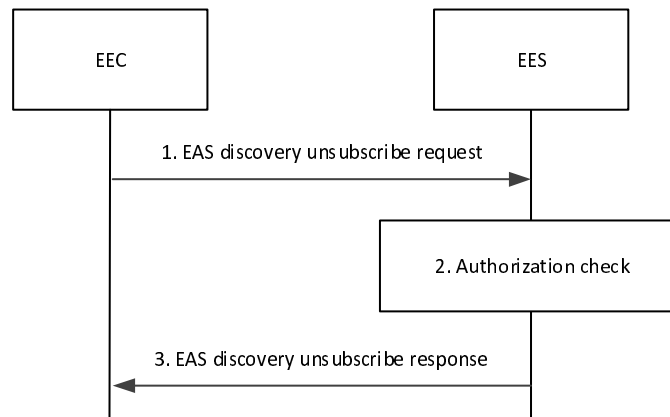 EEC
EES
1. EAS discovery unsubscribe request
2. Authorization check
3. EAS discovery unsubscribe response